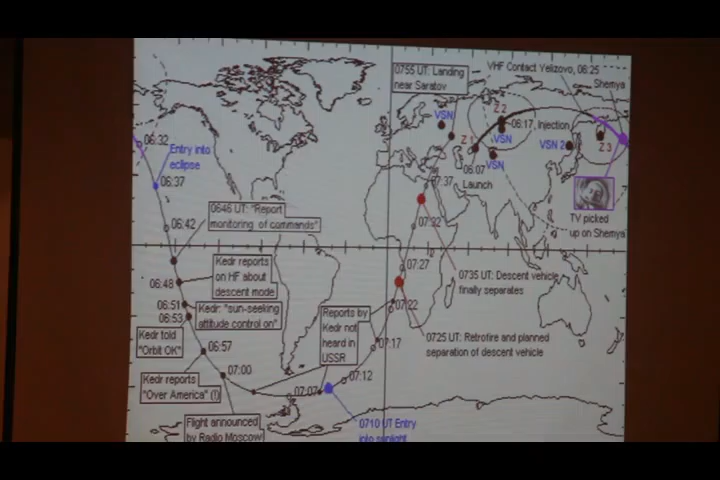 0755 UT: Landing
near Saratov
VHF Contact Yelizovo, 06:25
Shemya
VSN
Z 2
06:17, Injection
Z 1
VSN
VSN 2
Z 3
VSN
06:07
Launch
TV picked
up on Shemya
06:32
Entry into
eclipse
06:37
06:42
0646 UT: "Report
monitoring of commands"
Kedr reports
on HF about
descent mode
06:48
06:51
06:53
Kedr: "sun-seeking
attitude control on"
Kedr told
"Orbit OK"
06:57
07:00
Kedr reports
"Over America" (!)
Flight announced
by Radio Moscow
07:07
07:12
0710 UT Entry
into sunlight
Reports by
Kedr not
heard in
USSR
07:17
07:22
07:27
07:32
07:37
0735 UT: Descent vehicle
finally separates
0725 UT: Retrofire and planned
separation of descent vehicle